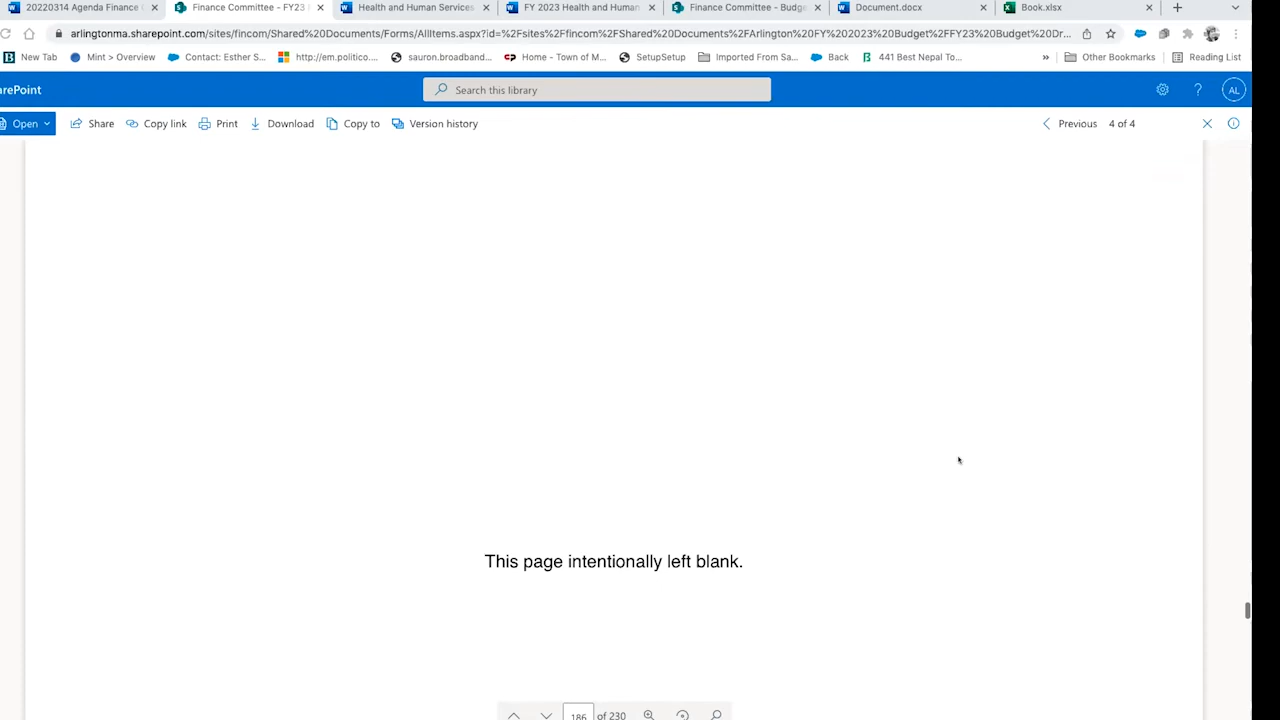 20220314 Agenda Finance C
Finance Committee - FY23
Health and Human Services
FY 2023 Health and Human
Finance Committee - Budge
Document.docx
Book.xlsx
arlingtonma.sharepoint.com/sites/fincom/Shared%20Documents/Forms/AllItems.aspx?id=%2Fsites%2Ffincom%2FShared%20Documents%2FArlington%20FY%202023%20Budget%2FFY23%20Budget%20Dr...
New Tab
Mint > Overview
Contact: Esther S...
http://em.politico....
sauron.broadband...
Home - Town of M...
SetupSetup
Imported From Sa...
Back
441 Best Nepal To...
»
Other Bookmarks
Reading List
arePoint
Search this library
?
AL
Open
Share
Copy link
Print
Download
Copy to
Version history
Previous
4 of 4
This page intentionally left blank.
186 of 230